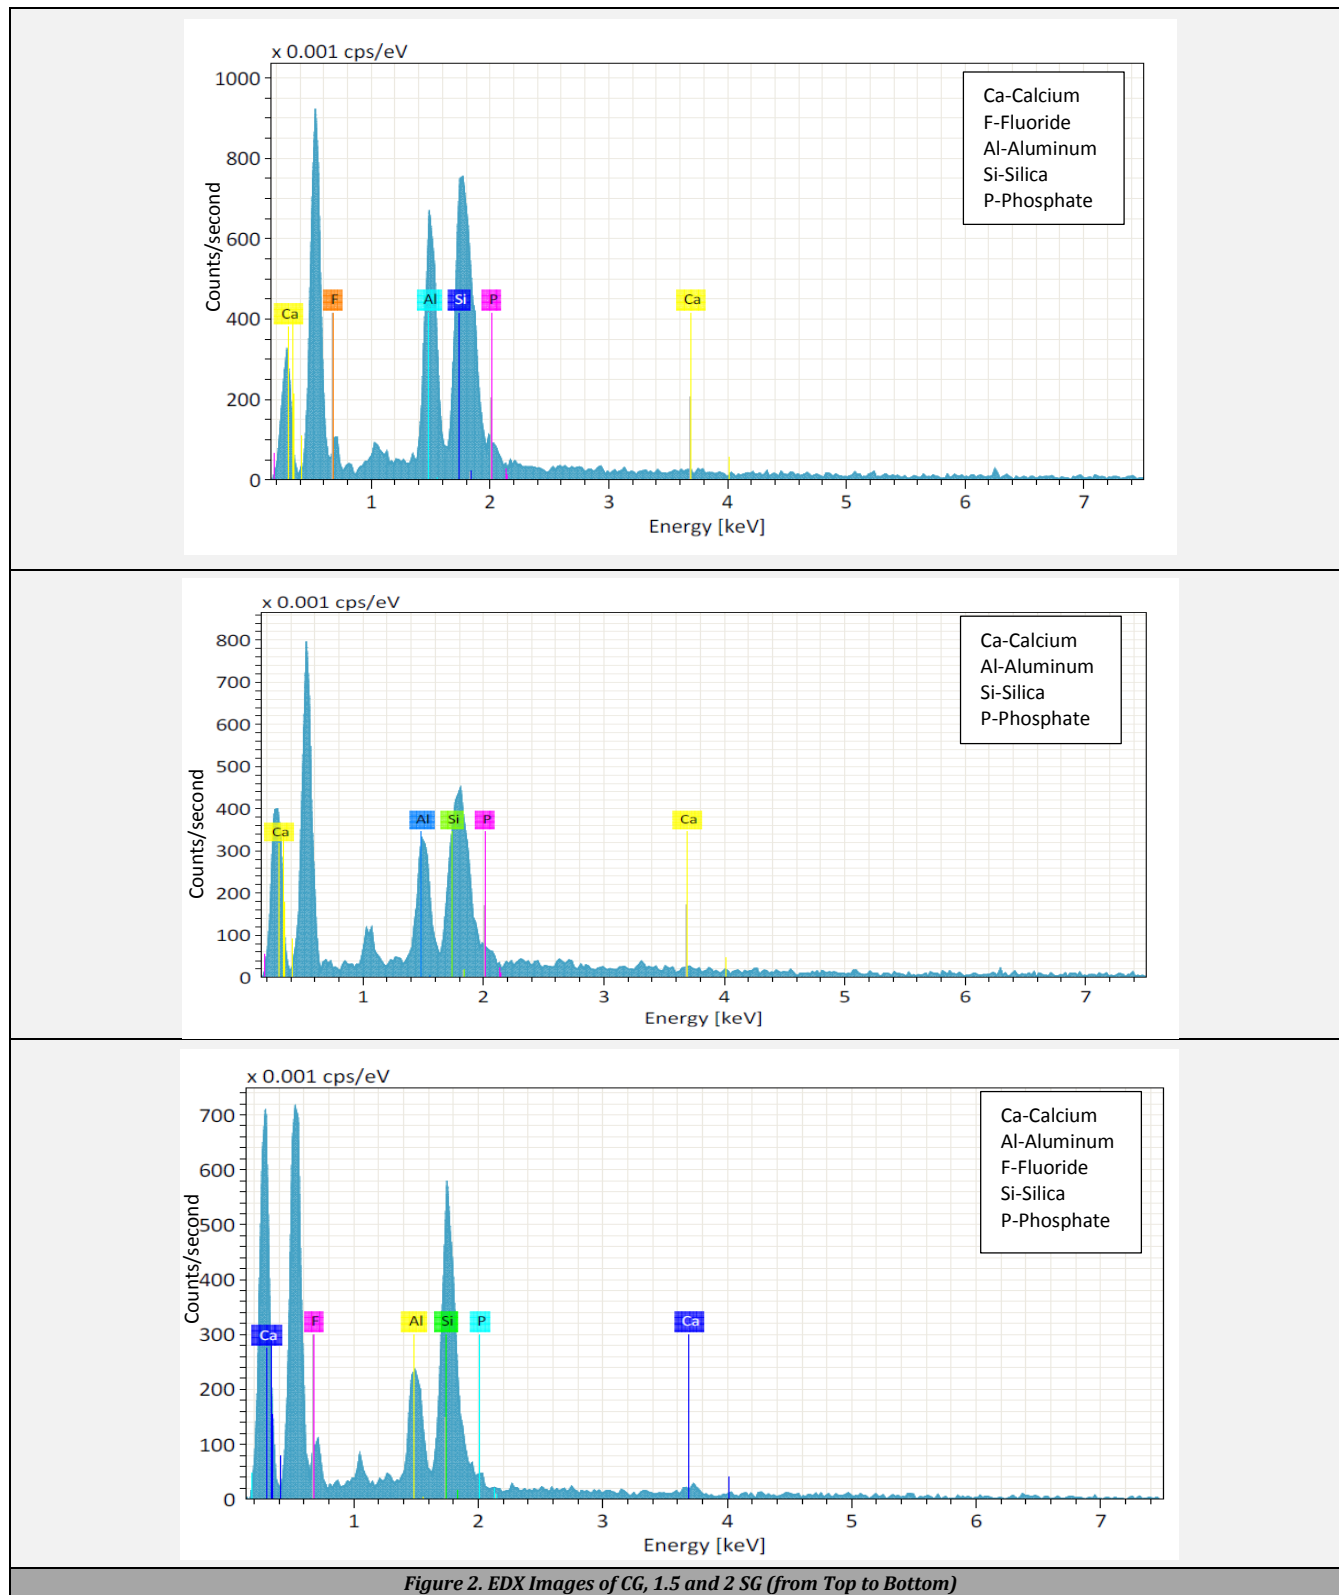 x 0.001 cps/eV
1000
800
600
400
200
0
Counts/second
Ca
F
Al
Si
P
Ca
1 2 3 4 5 6 7
Energy [keV]
Ca-Calcium
F-Fluoride
Al-Aluminum
Si-Silica
P-Phosphate
x 0.001 cps/eV
800
700
600
500
400
300
200
100
0
Counts/second
Ca
Al
Si
P
Ca
1 2 3 4 5 6 7
Energy [keV]
Ca-Calcium
Al-Aluminum
Si-Silica
P-Phosphate
x 0.001 cps/eV
700
600
500
400
300
200
100
0
Counts/second
Ca
F
Al
Si
P
Ca
1 2 3 4 5 6 7
Energy [keV]
Ca-Calcium
Al-Aluminum
F-Fluoride
Si-Silica
P-Phosphate
Figure 2. EDX Images of CG, 1.5 and 2 SG (from Top to Bottom)